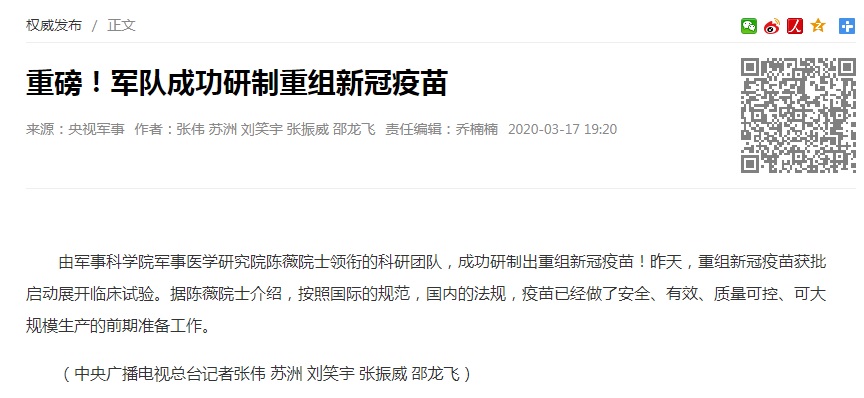 权威发布 / 正文
重磅！军队成功研制重组新冠疫苗
来源：央视军事 作者：张伟 苏洲 刘笑宇 张振威 邵龙飞 责任编辑：乔楠楠 2020-03-17 19:20
由军事科学院军事医学研究院陈薇院士领衔的科研团队，成功研制出重组新冠疫苗！昨天，重组新冠疫苗获批
启动展开临床试验。据陈薇院士介绍，按照国际的规范，国内的法规，疫苗已经做了安全、有效、质量可控、可大
规模生产的前期准备工作。
（中央广播电视总台记者张伟 苏洲 刘笑宇 张振威 邵龙飞）